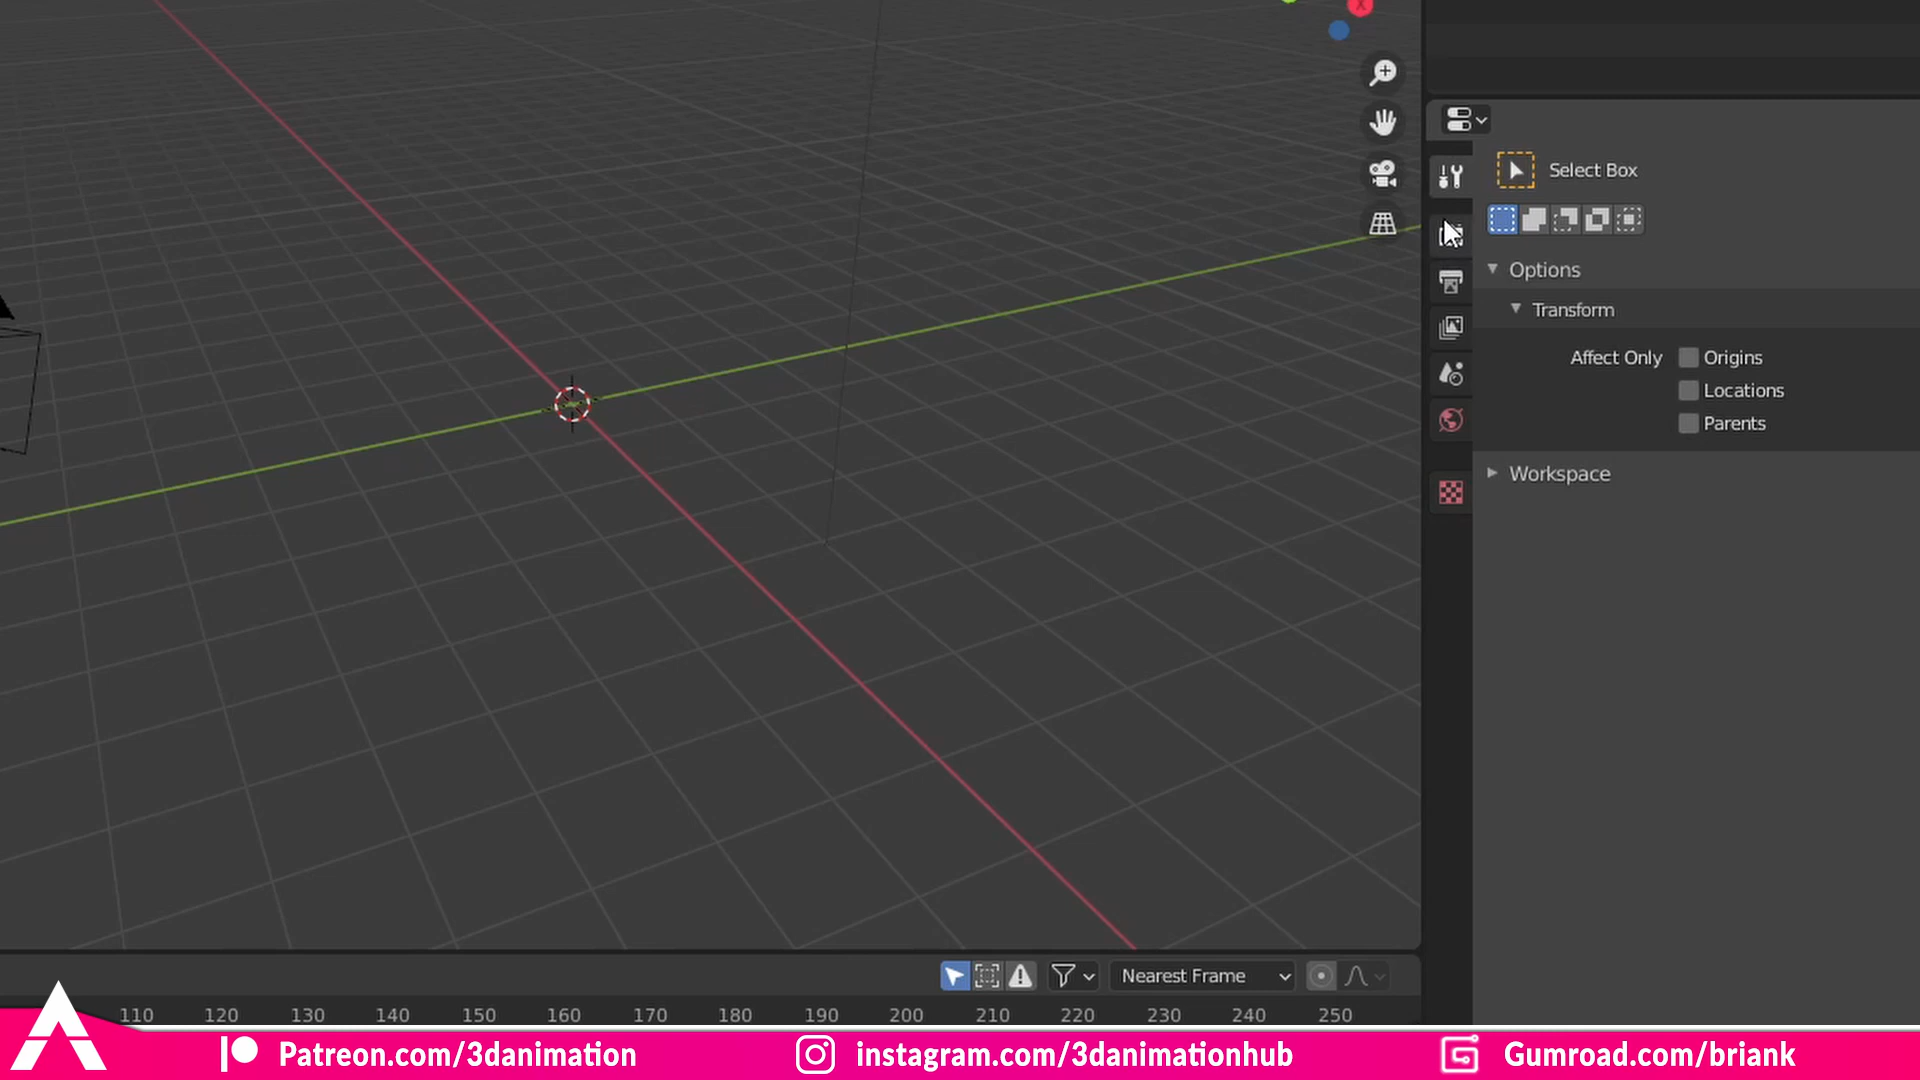 X
Select Box
Options
Transform
Affect Only Origins
Locations
Parents
Workspace
Nearest Frame
110 120 130 140 150 160 170 180 190 200 210 220 230 240 250
Patreon.com/3danimation instagram.com/3danimationhub Gumroad.com/briank